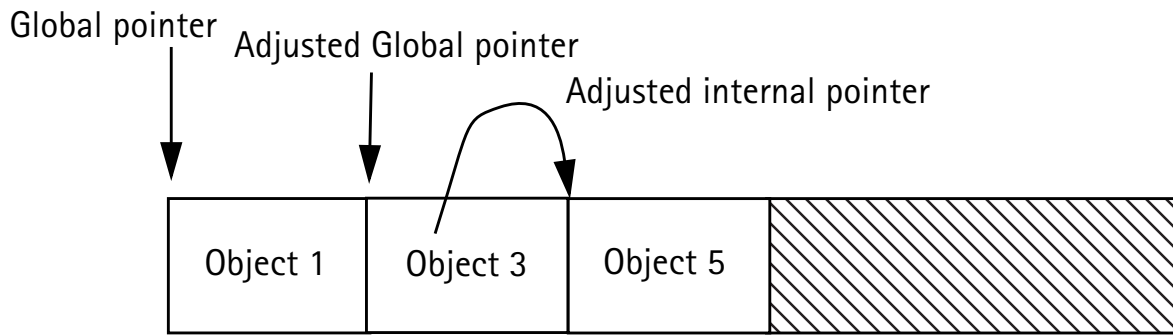 Global pointer
Adjusted Global pointer
Adjusted internal pointer
Object 1
Object 3
Object 5